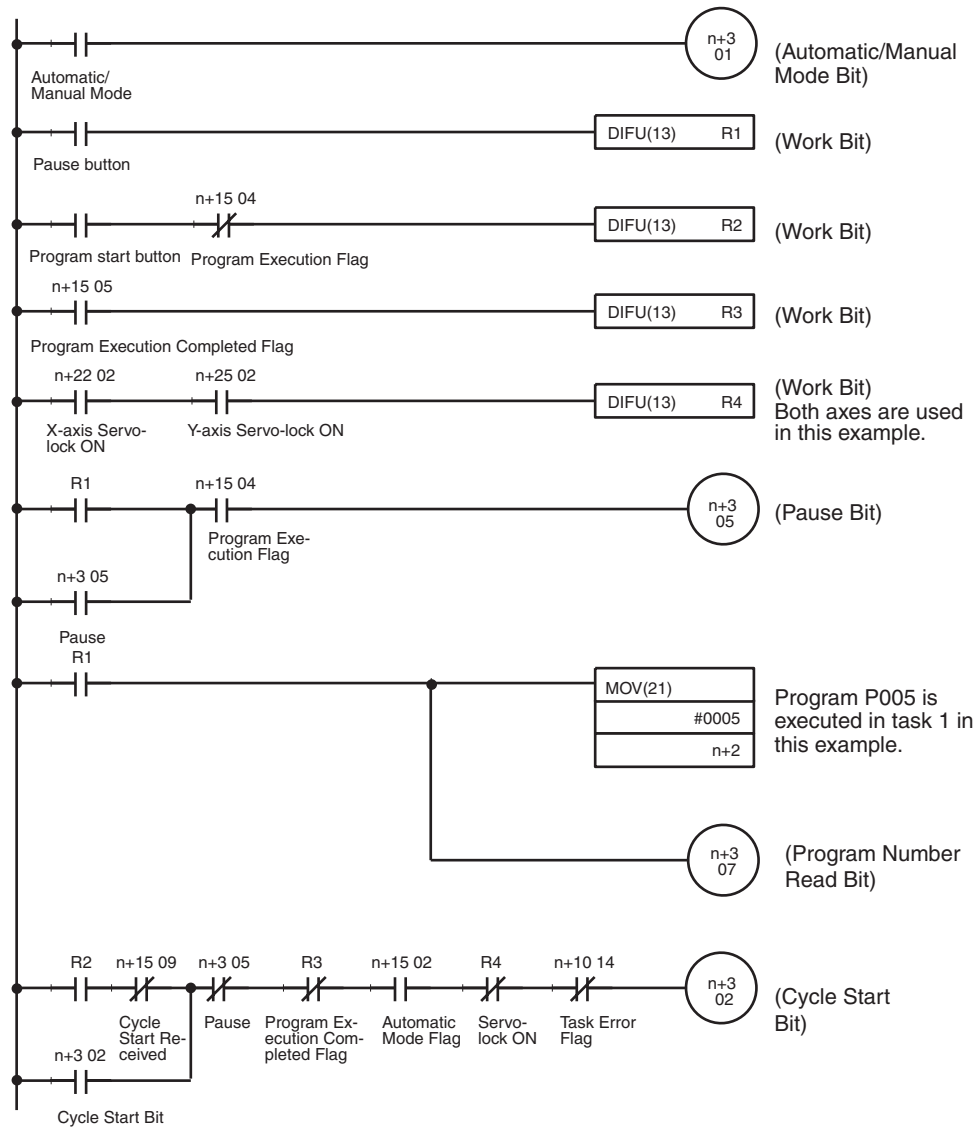 n+3
01
(Automatic/Manual
Mode Bit)
Automatic/
Manual Mode
DIFU(13) R1
(Work Bit)
Pause button
n+15 04
DIFU(13) R2
(Work Bit)
Program start button
Program Execution Flag
n+15 05
DIFU(13) R3
(Work Bit)
Program Execution Completed Flag
n+22 02
n+25 02
DIFU(13) R4
(Work Bit)
Both axes are used
in this example.
X-axis Servo-
lock ON
Y-axis Servo-lock ON
R1
n+15 04
n+3
05
(Pause Bit)
Program Exe-
cution Flag
n+3 05
Pause
R1
MOV(21)
#0005
n+2
Program P005 is
executed in task 1 in
this example.
n+3
07
(Program Number
Read Bit)
R2
n+15 09
n+3 05
R3
n+15 02
R4
n+10 14
n+3
02
(Cycle Start
Bit)
Cycle
Start Re-
ceived
Pause
Program Ex-
ecution Com-
pleted Flag
Automatic
Mode Flag
Servo-
lock ON
Task Error
Flag
n+3 02
Cycle Start Bit